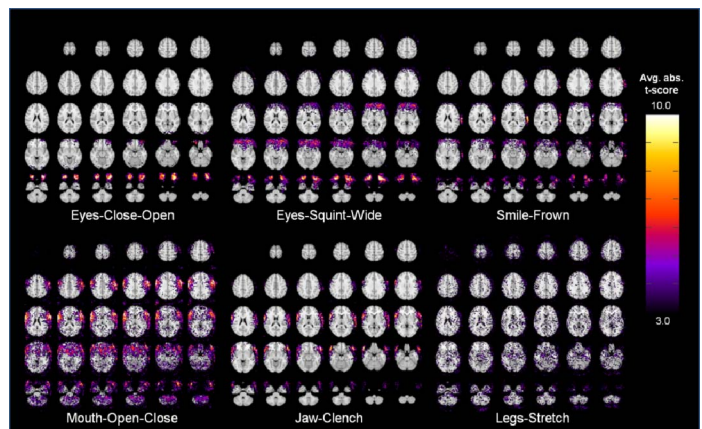 Avg. abs.
t-score
10.0
3.0
Eyes-Close-Open
Eyes-Squint-Wide
Smile-Frown
Mouth-Open-Close
Jaw-Clench
Legs-Stretch